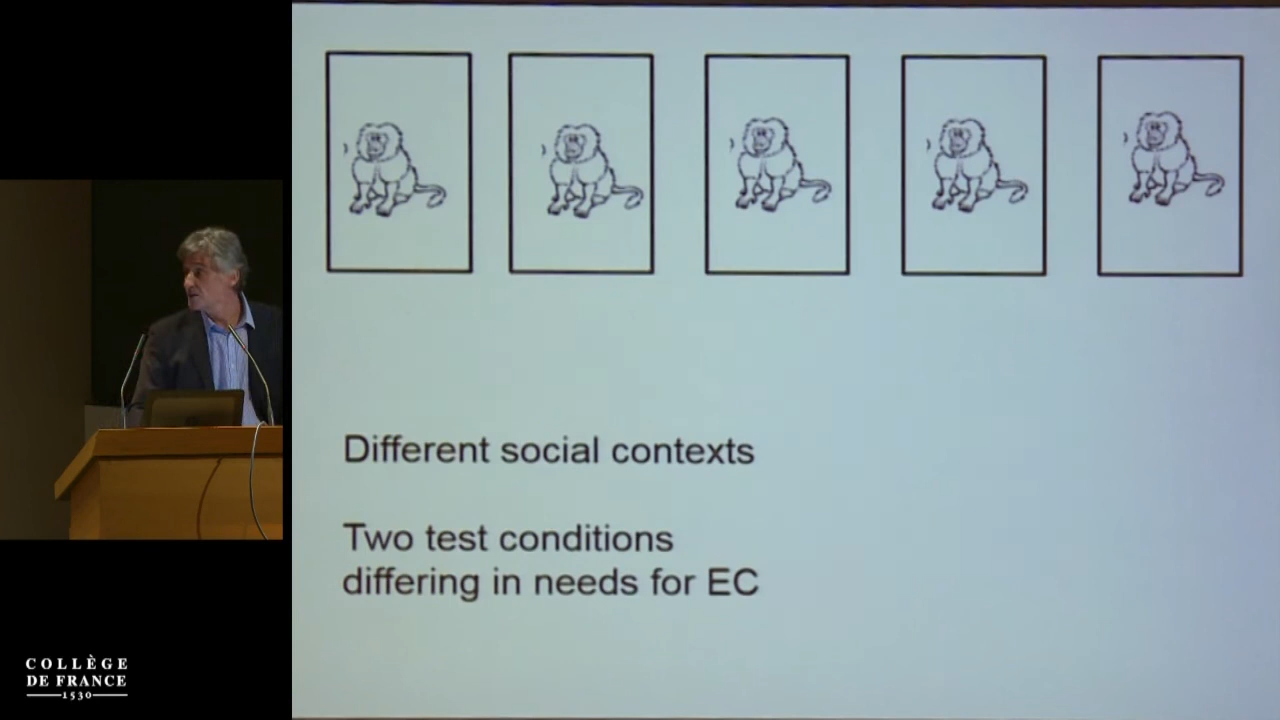 Different social contexts
Two test conditions
differing in needs for EC
COLLÈGE
DE FRANCE
1530